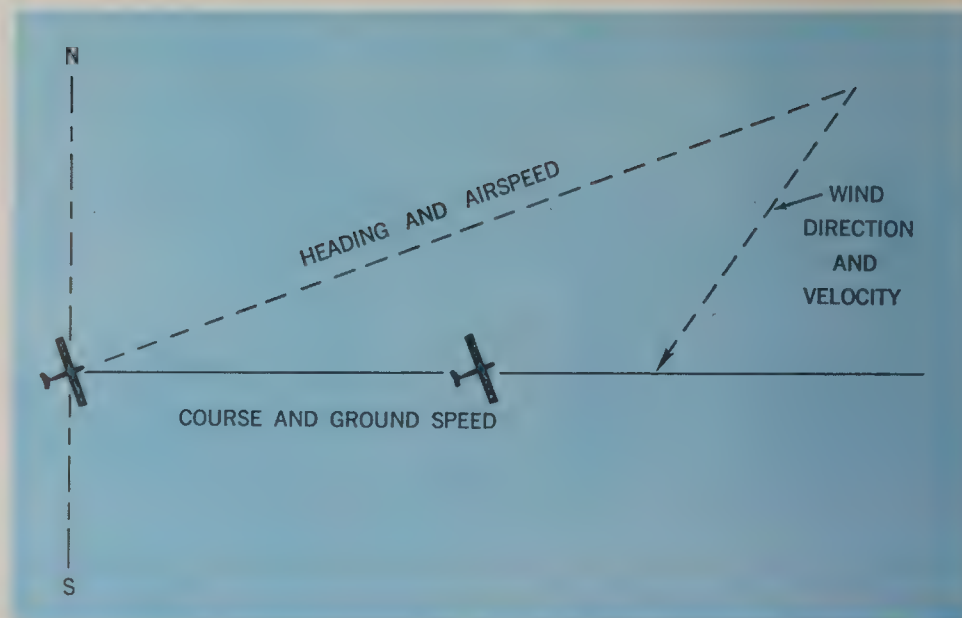 N
HEADING AND AIRSPEED
WIND
DIRECTION
AND
VELOCITY
COURSE AND GROUND SPEED
S